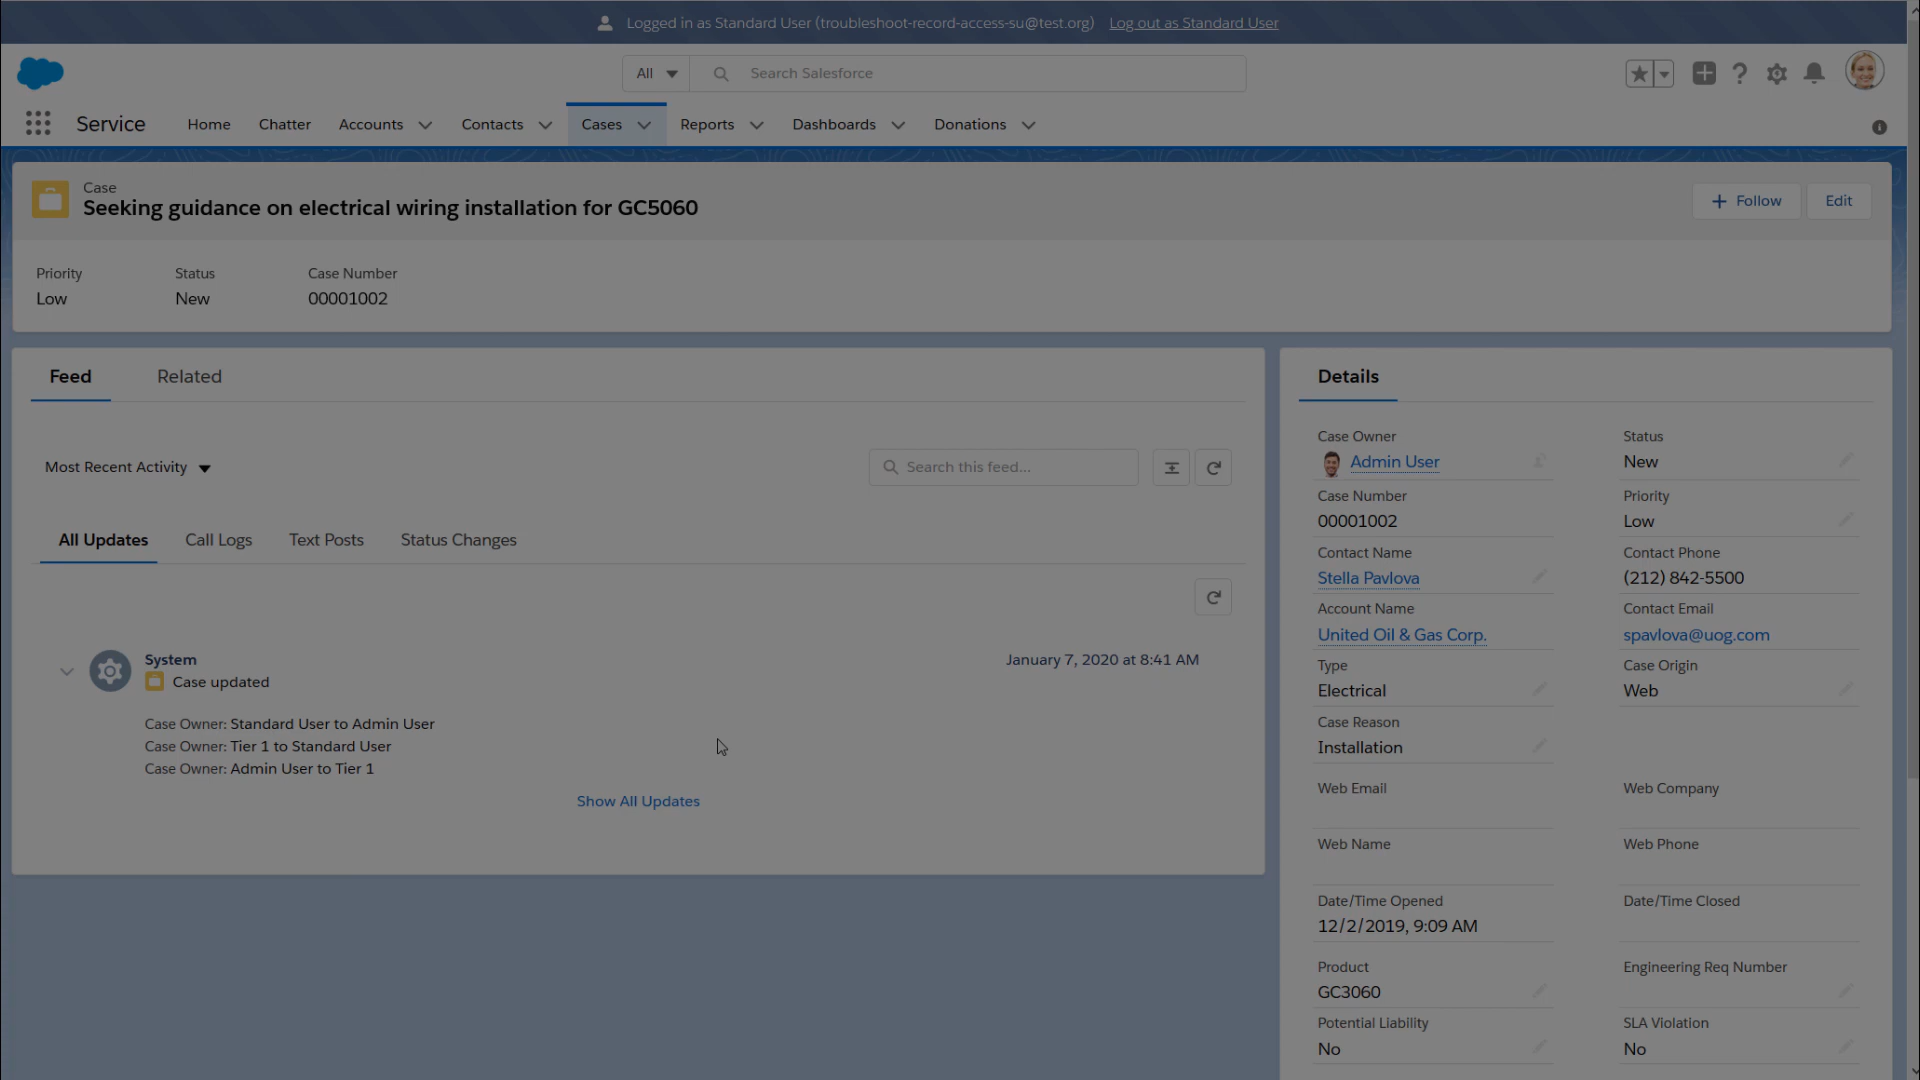 Logged in as Standard User (troubleshoot-record-access-su@test.org) Log out as Standard User
All Search Salesforce
Service Home Chatter Accounts Contacts Cases Reports Dashboards Donations
Case
Seeking guidance on electrical wiring installation for GC5060
Follow Edit
Priority Status Case Number
Low New 00001002
Feed Related
Most Recent Activity Search this feed...
All Updates Call Logs Text Posts Status Changes
System January 7, 2020 at 8:41 AM
Case updated
Case Owner: Standard User to Admin User
Case Owner: Tier 1 to Standard User
Case Owner: Admin User to Tier 1
Show All Updates
Details
Case Owner Status
Admin User New
Case Number Priority
00001002 Low
Contact Name Contact Phone
Stella Pavlova (212) 842-5500
Account Name Contact Email
United Oil & Gas Corp. spavlova@uog.com
Type Case Origin
Electrical Web
Case Reason
Installation
Web Email Web Company
Web Name Web Phone
Date/Time Opened Date/Time Closed
12/2/2019, 9:09 AM
Product Engineering Req Number
GC3060
Potential Liability SLA Violation
No No